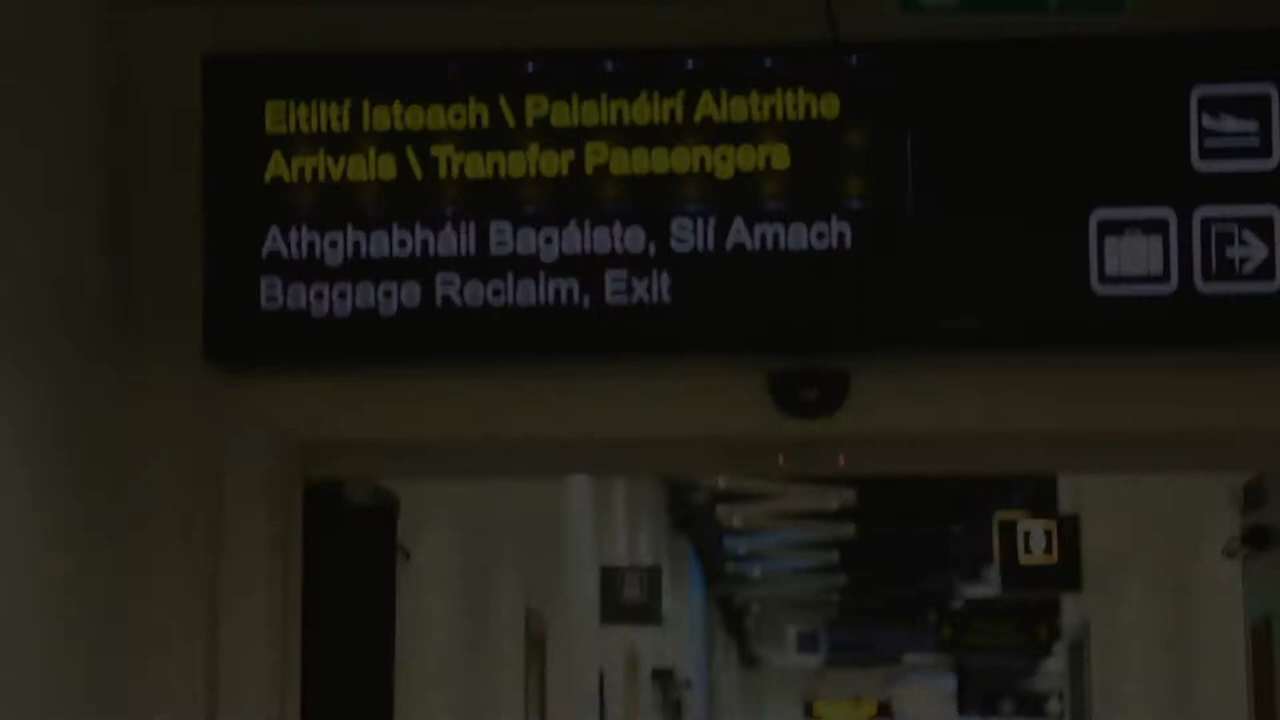 Eitiltí Isteach \ Paisinéirí Aistrithe
Arrivals \ Transfer Passengers
Athghabháil Bagáiste, Slí Amach
Baggage Reclaim, Exit